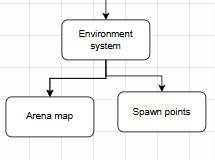 Environment
system
Arena map
Spawn points